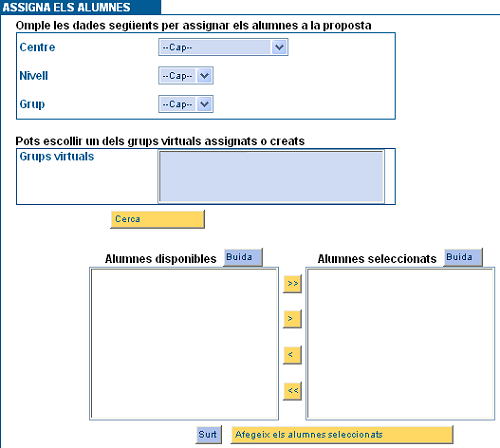 ASSIGNA ELS ALUMNES
Omple les dades següents per assignar els alumnes a la proposta
Centre --Cap--
Nivell --Cap--
Grup --Cap--
Pots escollir un dels grups virtuals assignats o creats
Grups virtuals
Cerca
Alumnes disponibles Buida Alumnes seleccionats Buida
>>
>
<
<<
Surt Afegeix els alumnes seleccionats